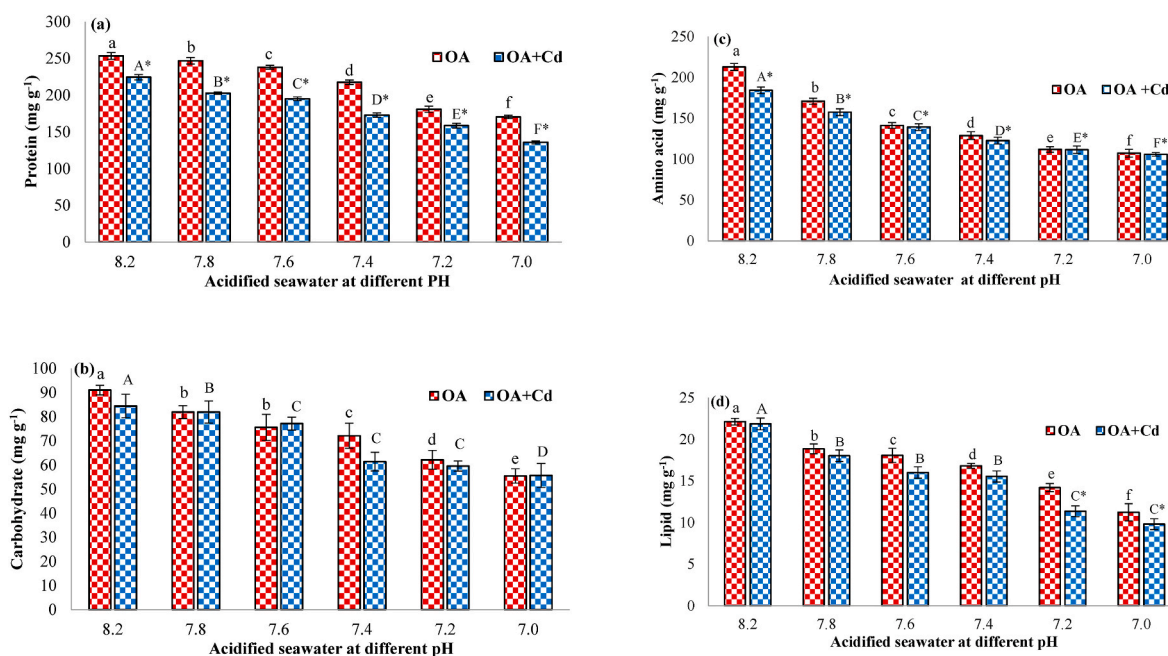 (a)
300
250
200
150
100
50
0
Protein (mg g-1)
OA OA+Cd
a A* b B* c C* d D* e E* f F*
8.2 7.8 7.6 7.4 7.2 7.0
Acidified seawater at different PH
(c)
250
200
150
100
50
0
Amino acid (mg g-1)
OA OA +Cd
a A* b B* c C* d D* e E* f F*
8.2 7.8 7.6 7.4 7.2 7.0
Acidified seawater at different pH
(b)
100
90
80
70
60
50
40
30
20
10
0
Carbohydrate (mg g-1)
OA OA+Cd
a A b B b C c C d C e D
8.2 7.8 7.6 7.4 7.2 7.0
Acidified seawater at different pH
(d)
25
20
15
10
5
0
Lipid (mg g-1)
OA OA+Cd
a A b B c B d B e C* f C*
8.2 7.8 7.6 7.4 7.2 7.0
Acidified seawater at different pH